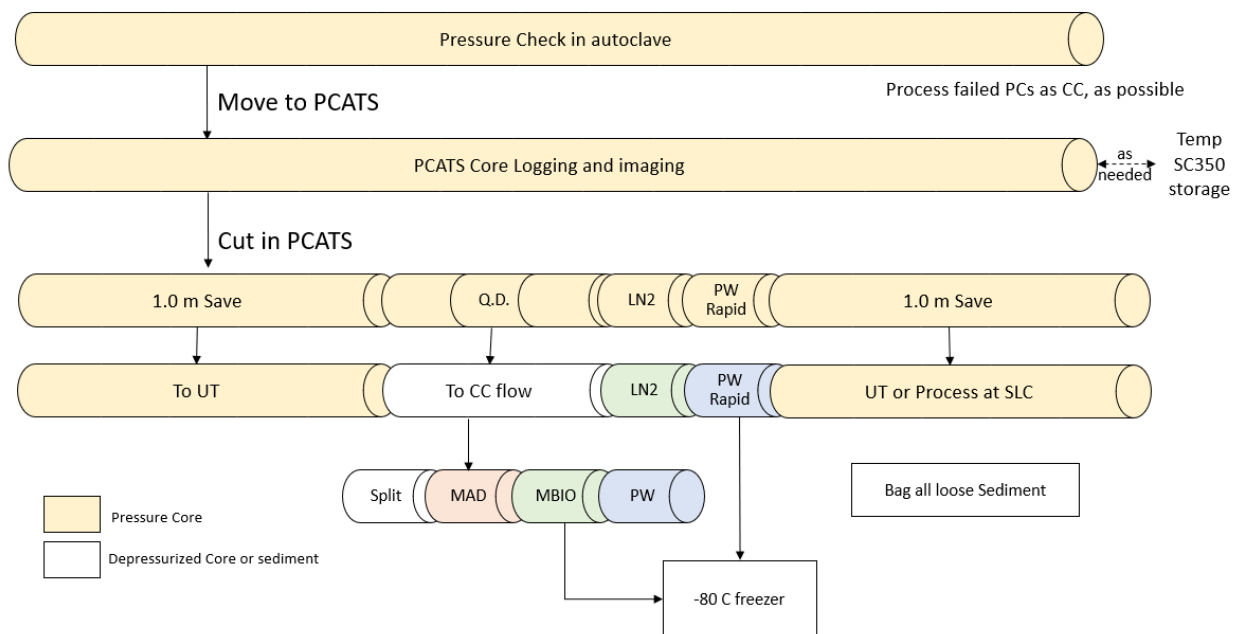 Pressure Check in autoclave
Process failed PCs as CC, as possible
Move to PCATS
PCATS Core Logging and imaging
as
needed
Temp
SC350
storage
Cut in PCATS
1.0 m Save
Q.D.
LN2
PW
Rapid
1.0 m Save
To UT
To CC flow
LN2
PW
Rapid
UT or Process at SLC
Split
MAD
MBIO
PW
Bag all loose Sediment
Pressure Core
Depressurized Core or sediment
-80 C freezer